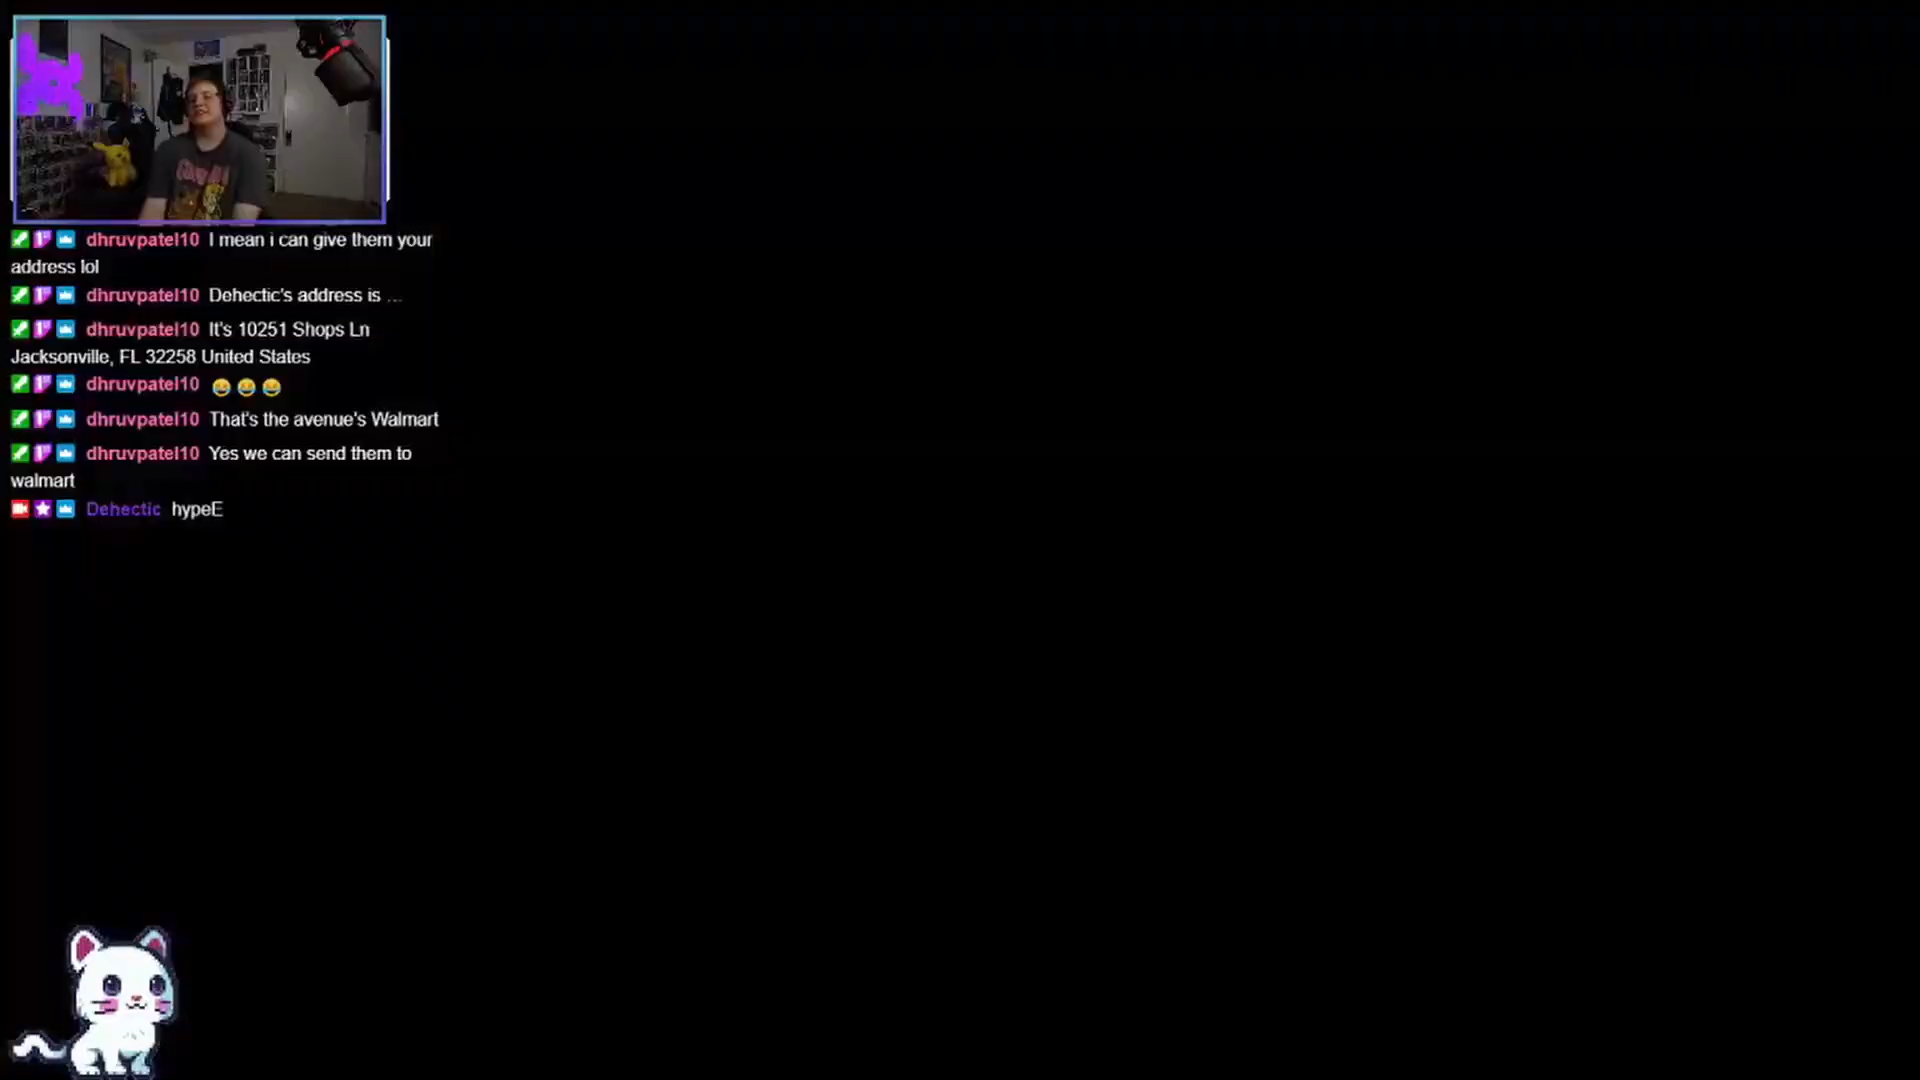 dhruvpatel10 I mean i can give them your
address lol
dhruvpatel10 Dehectic's address is ...
dhruvpatel10 It's 10251 Shops Ln
Jacksonville, FL 32258 United States
dhruvpatel10 😂 😂 😂
dhruvpatel10 That's the avenue's Walmart
dhruvpatel10 Yes we can send them to
walmart
Dehectic hypeE